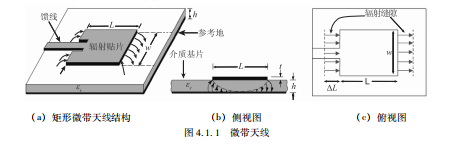 馈线
L
h
辐射贴片
w
参考地
介质基片
εr
L
t
εr
h
辐射缝隙
w
ΔL
L
(a) 矩形微带天线结构
(b) 侧视图
(c) 俯视图
图 4.1.1 微带天线